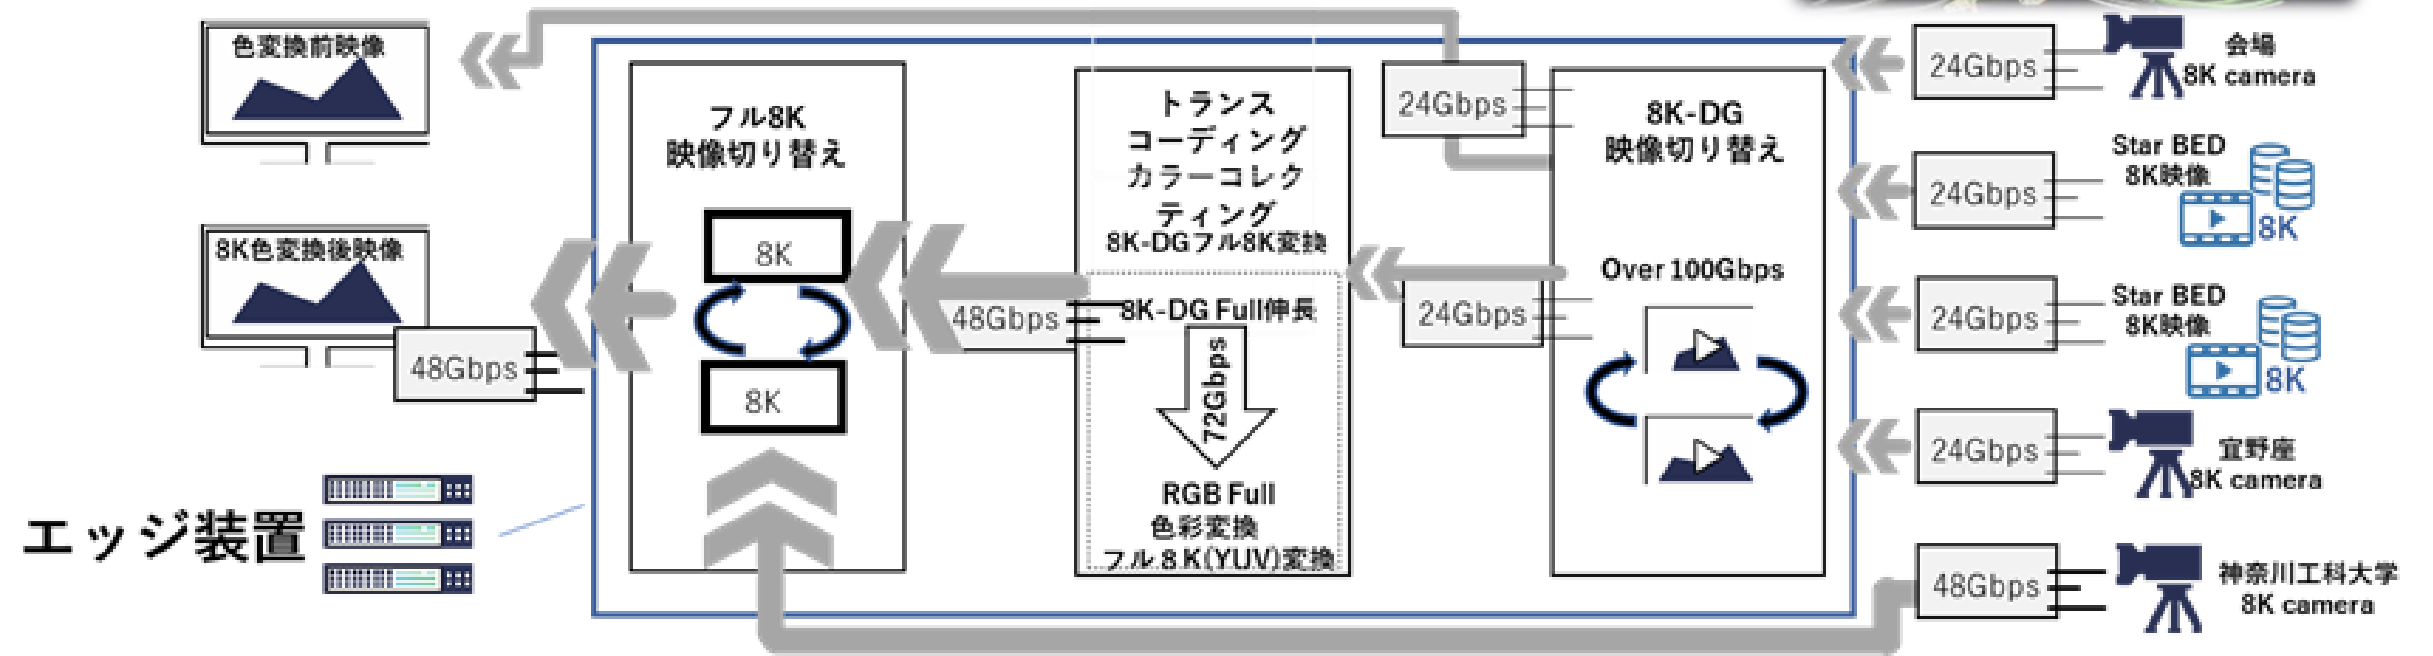 色変換前映像
8K色変換後映像
48Gbps
エッジ装置
フル8K
映像切り替え
8K
8K
48Gbps
トランス
コーディング
カラーコレク
ティング
8K-DGフル8K変換
8K-DG Full伸長
72Gbps
RGB Full
色彩変換
フル8K(YUV)変換
24Gbps
24Gbps
8K-DG
映像切り替え
Over 100Gbps
24Gbps
会場
8K camera
24Gbps
Star BED
8K映像
8K
24Gbps
Star BED
8K映像
8K
24Gbps
宜野座
8K camera
48Gbps
神奈川工科大学
8K camera